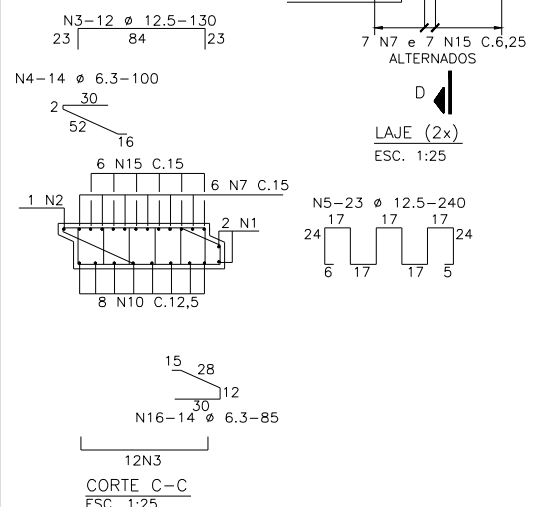 N3-12 ø 12.5-130
23 84 23
7 N7 e 7 N15 C.6,25
ALTERNADOS
N4-14 ø 6.3-100
2 30
52
16
D
LAJE (2x)
ESC. 1:25
6 N15 C.15
6 N7 C.15
1 N2
2 N1
8 N10 C.12,5
N5-23 ø 12.5-240
17 17 17
24 24
6 17 17 5
15 28
12
30
N16-14 ø 6.3-85
12N3
CORTE C-C
ESC. 1:25